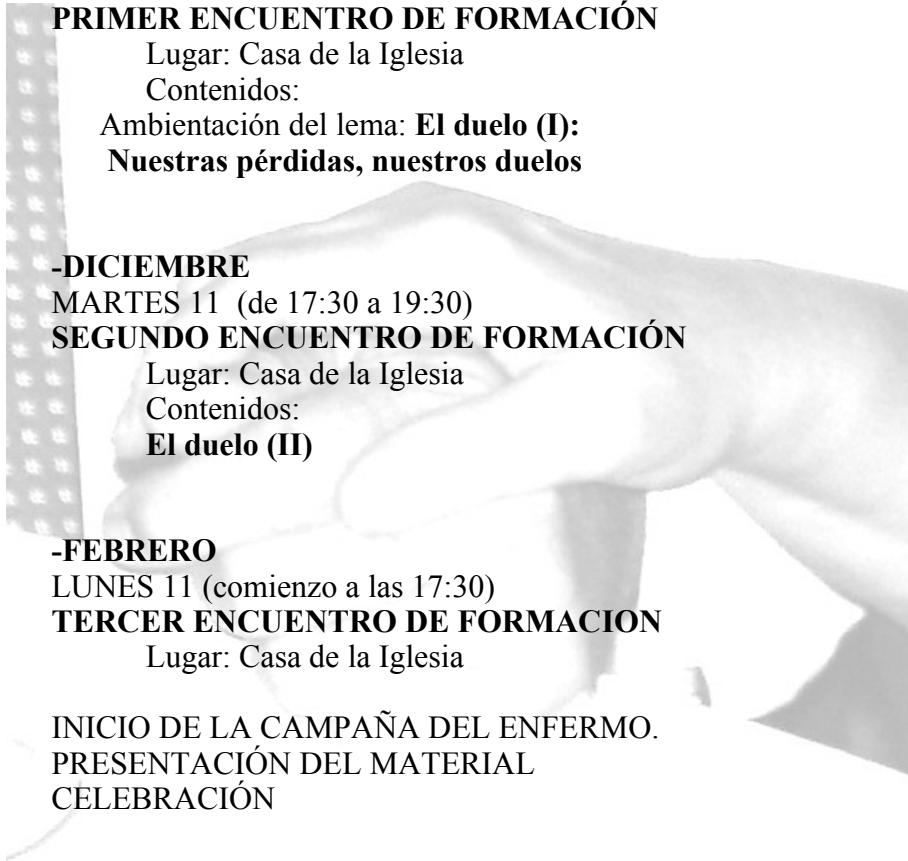 PRIMER ENCUENTRO DE FORMACIÓN
Lugar: Casa de la Iglesia
Contenidos:
Ambientación del lema: El duelo (I):
Nuestras pérdidas, nuestros duelos
-DICIEMBRE
MARTES 11 (de 17:30 a 19:30)
SEGUNDO ENCUENTRO DE FORMACIÓN
Lugar: Casa de la Iglesia
Contenidos:
El duelo (II)
-FEBRERO
LUNES 11 (comienzo a las 17:30)
TERCER ENCUENTRO DE FORMACION
Lugar: Casa de la Iglesia
INICIO DE LA CAMPAÑA DEL ENFERMO.
PRESENTACIÓN DEL MATERIAL
CELEBRACIÓN